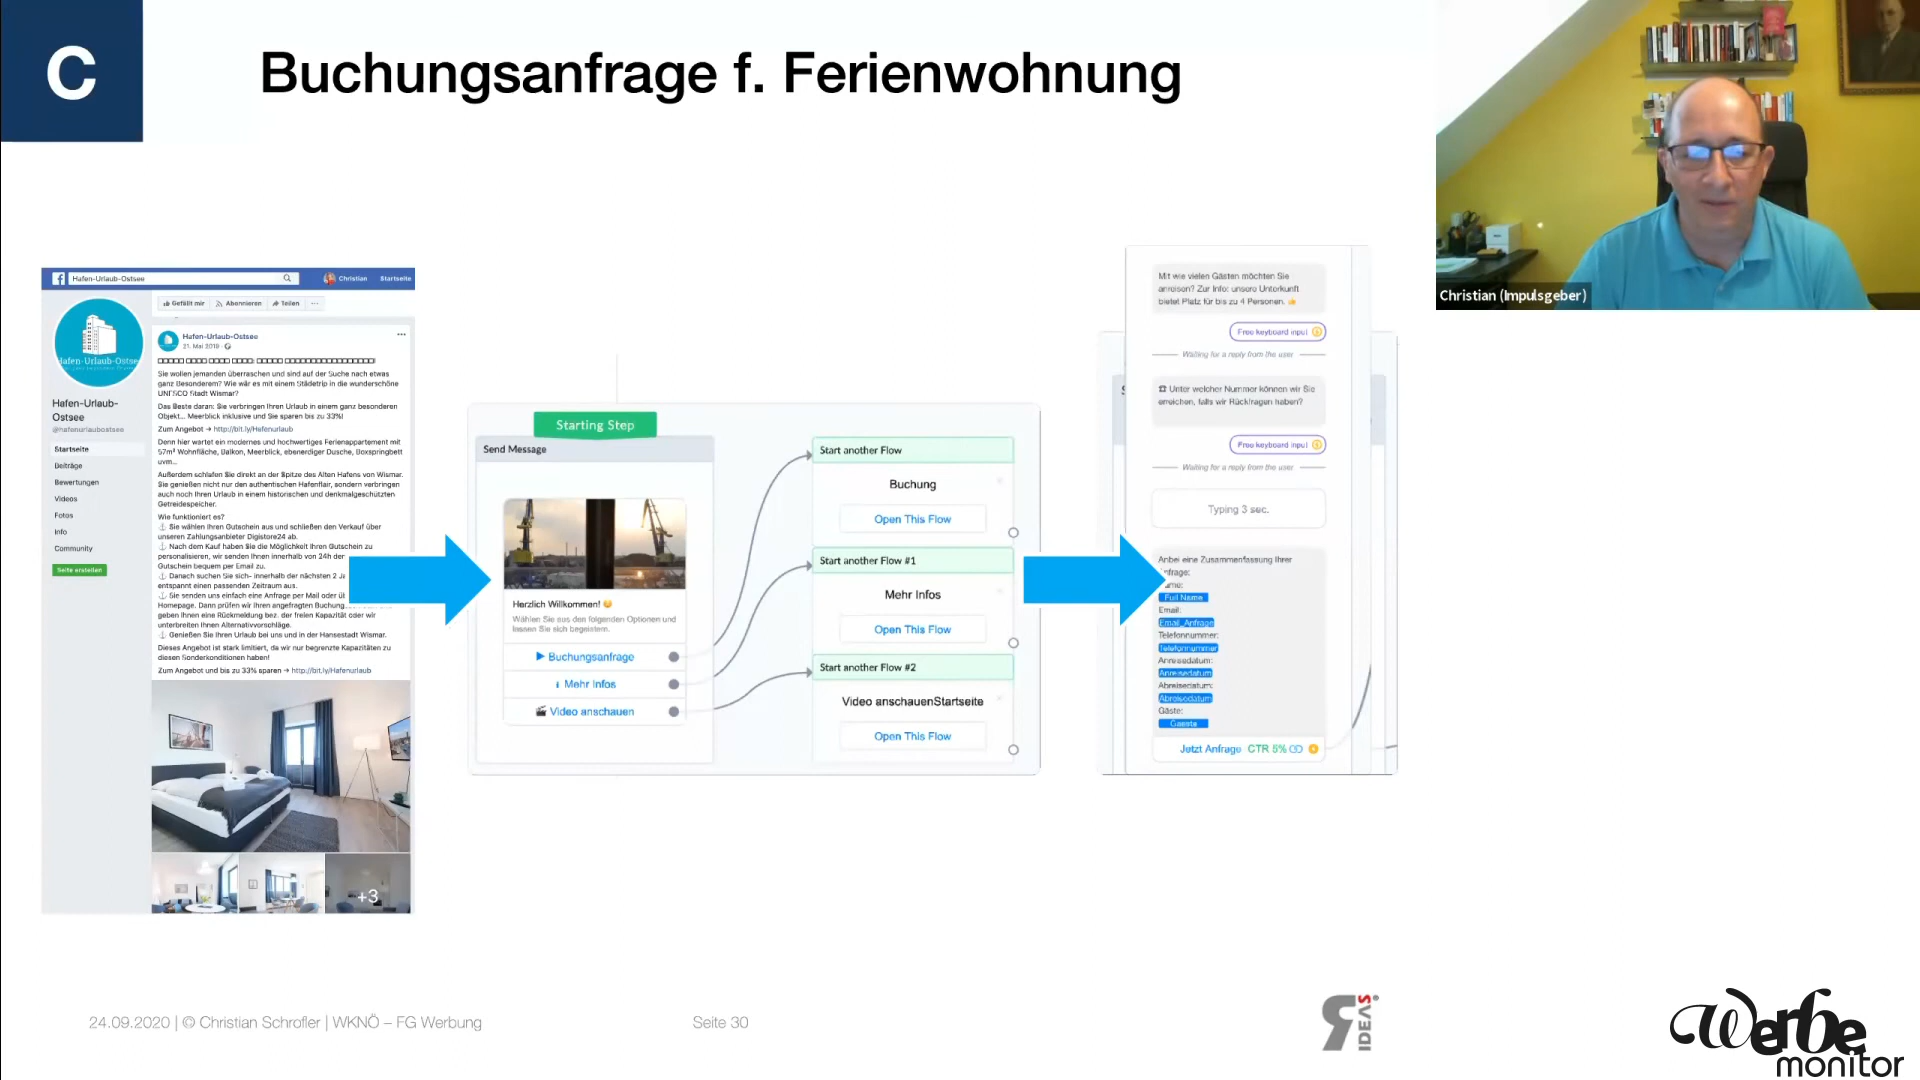 C
Buchungsanfrage f. Ferienwohnung
Christian (Impulsgeber)
Hafen-Urlaub-Ostsee
Christian
Startseite
Gefällt mir
Abonnieren
Teilen
Hafen-Urlaub-Ostsee
Hafen-Urlaub-
Ostsee
@hafenurlaubostsee
Startseite
Beiträge
Bewertungen
Videos
Fotos
Info
Community
Seite erstellen
Hafen-Urlaub-Ostsee
21. Mai 2019
Sie wollen jemanden überraschen und sind auf der Suche nach etwas
ganz Besonderem? Wie wär es mit einem Städtetrip in die wunderschöne
UNESCO Stadt Wismar?
Das Beste daran: Sie verbringen Ihren Urlaub in einem ganz besonderen
Objekt... Meerblick inklusive und Sie sparen bis zu 33%!
Zum Angebot → http://bit.ly/Hafenurlaub
Denn hier wartet ein modernes und hochwertiges Ferienappartement mit
57m² Wohnfläche, Balkon, Meerblick, ebenerdiger Dusche, Boxspringbett
uvm...
Außerdem schlafen Sie direkt an der Spitze des Alten Hafens von Wismar.
Sie genießen nicht nur den authentischen Hafenflair, sondern verbringen
auch noch Ihren Urlaub in einem historischen und denkmalgeschützten
Getreidespeicher.
Wie funktioniert es?
⚓ Sie wählen Ihren Gutschein aus und schließen den Verkauf über
unseren Zahlungsanbieter Digistore24 ab.
⚓ Nach dem Kauf haben Sie die Möglichkeit Ihren Gutschein zu
personalisieren, wir senden Ihnen innerhalb von 24h der
Gutschein bequem per Email zu.
⚓ Danach suchen Sie sich- innerhalb der nächsten 2 Ja
entspannt einen passenden Zeitraum aus.
⚓ Sie senden uns einfach eine Anfrage per Mail oder üb
Homepage. Dann prüfen wir Ihren angefragten Buchung
geben Ihnen eine Rückmeldung bez. der freien Kapazität oder wir
unterbreiten Ihnen Alternativvorschläge.
⚓ Genießen Sie Ihren Urlaub bei uns und in der Hansestadt Wismar.
Dieses Angebot ist stark limitiert, da wir nur begrenzte Kapazitäten zu
diesen Sonderkonditionen haben!
Zum Angebot und bis zu 33% sparen → http://bit.ly/Hafenurlaub
+3
Starting Step
Send Message
Herzlich Willkommen! 😊
Wählen Sie aus den folgenden Optionen und
lassen Sie sich begeistern.
▶ Buchungsanfrage
ℹ Mehr Infos
🎬 Video anschauen
Start another Flow
Buchung
Open This Flow
Start another Flow #1
Mehr Infos
Open This Flow
Start another Flow #2
Video anschauenStartseite
Open This Flow
Mit wie vielen Gästen möchten Sie
anreisen? Zur Info: unsere Unterkunft
bietet Platz für bis zu 4 Personen. 👍
Free keyboard input
Waiting for a reply from the user
☎ Unter welcher Nummer können wir Sie
erreichen, falls wir Rückfragen haben?
Free keyboard input
Waiting for a reply from the user
Typing 3 sec.
Anbei eine Zusammenfassung Ihrer
nfrage:
ame:
Full Name
Email:
Email_Anfrage
Telefonnummer:
Telefonnummer
Anreisedatum:
Anreisedatum
Abreisedatum:
Abreisedatum
Gäste:
Guests
Jetzt Anfrage CTR 5%
24.09.2020 | © Christian Schrofler | WKNÖ – FG Werbung
Seite 30
IDEAS
Werbe
monitor